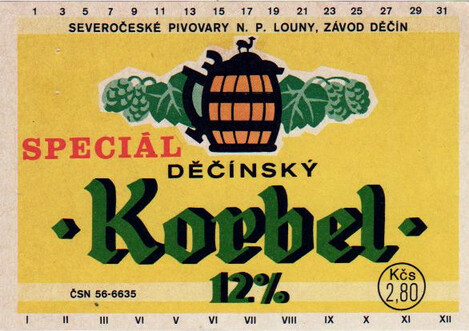 1 3 5 7 9 11 13 15 17 19 21 23 25 27 29 31
SEVEROČESKÉ PIVOVARY N. P. LOUNY, ZÁVOD DĚČÍN
SPECIÁL
DĚČÍNSKÝ
· Korbel ·
12%
ČSN 56-6635
Kčs
2,80
I II III IV V VI VII VIII IX X XI XII